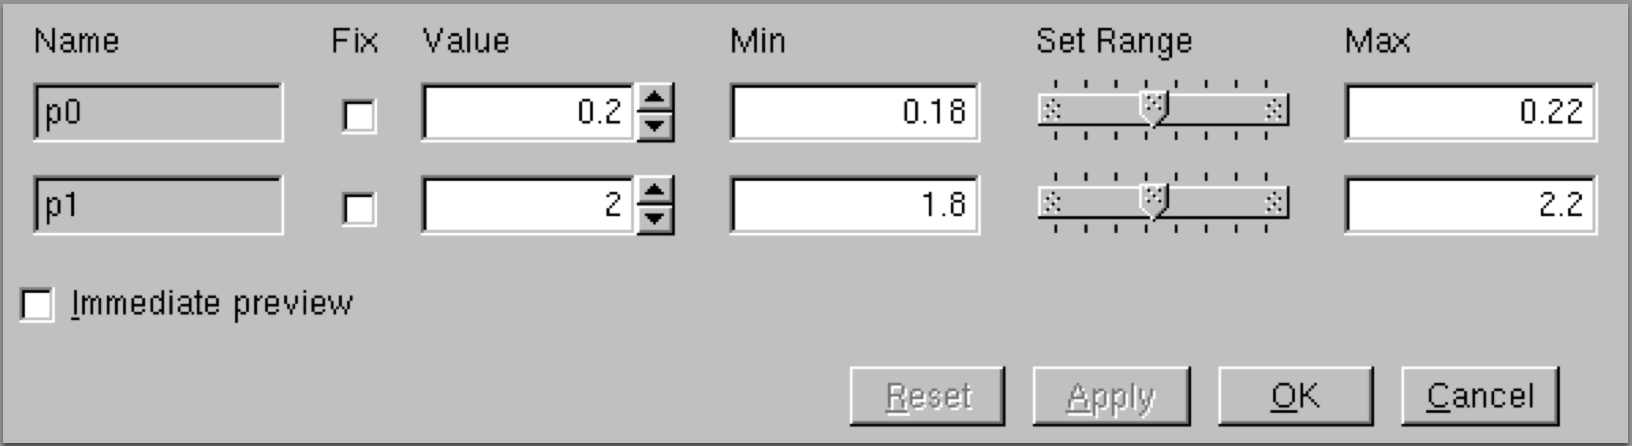 Name Fix Value Min Set Range Max
p0 0.2 0.18 0.22
p1 2 1.8 2.2
Immediate preview
Reset Apply OK Cancel